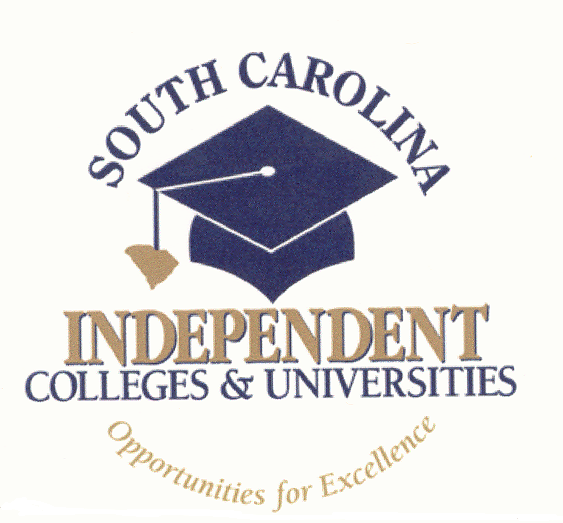 SOUTH CAROLINA
INDEPENDENT
COLLEGES & UNIVERSITIES
Opportunities for Excellence